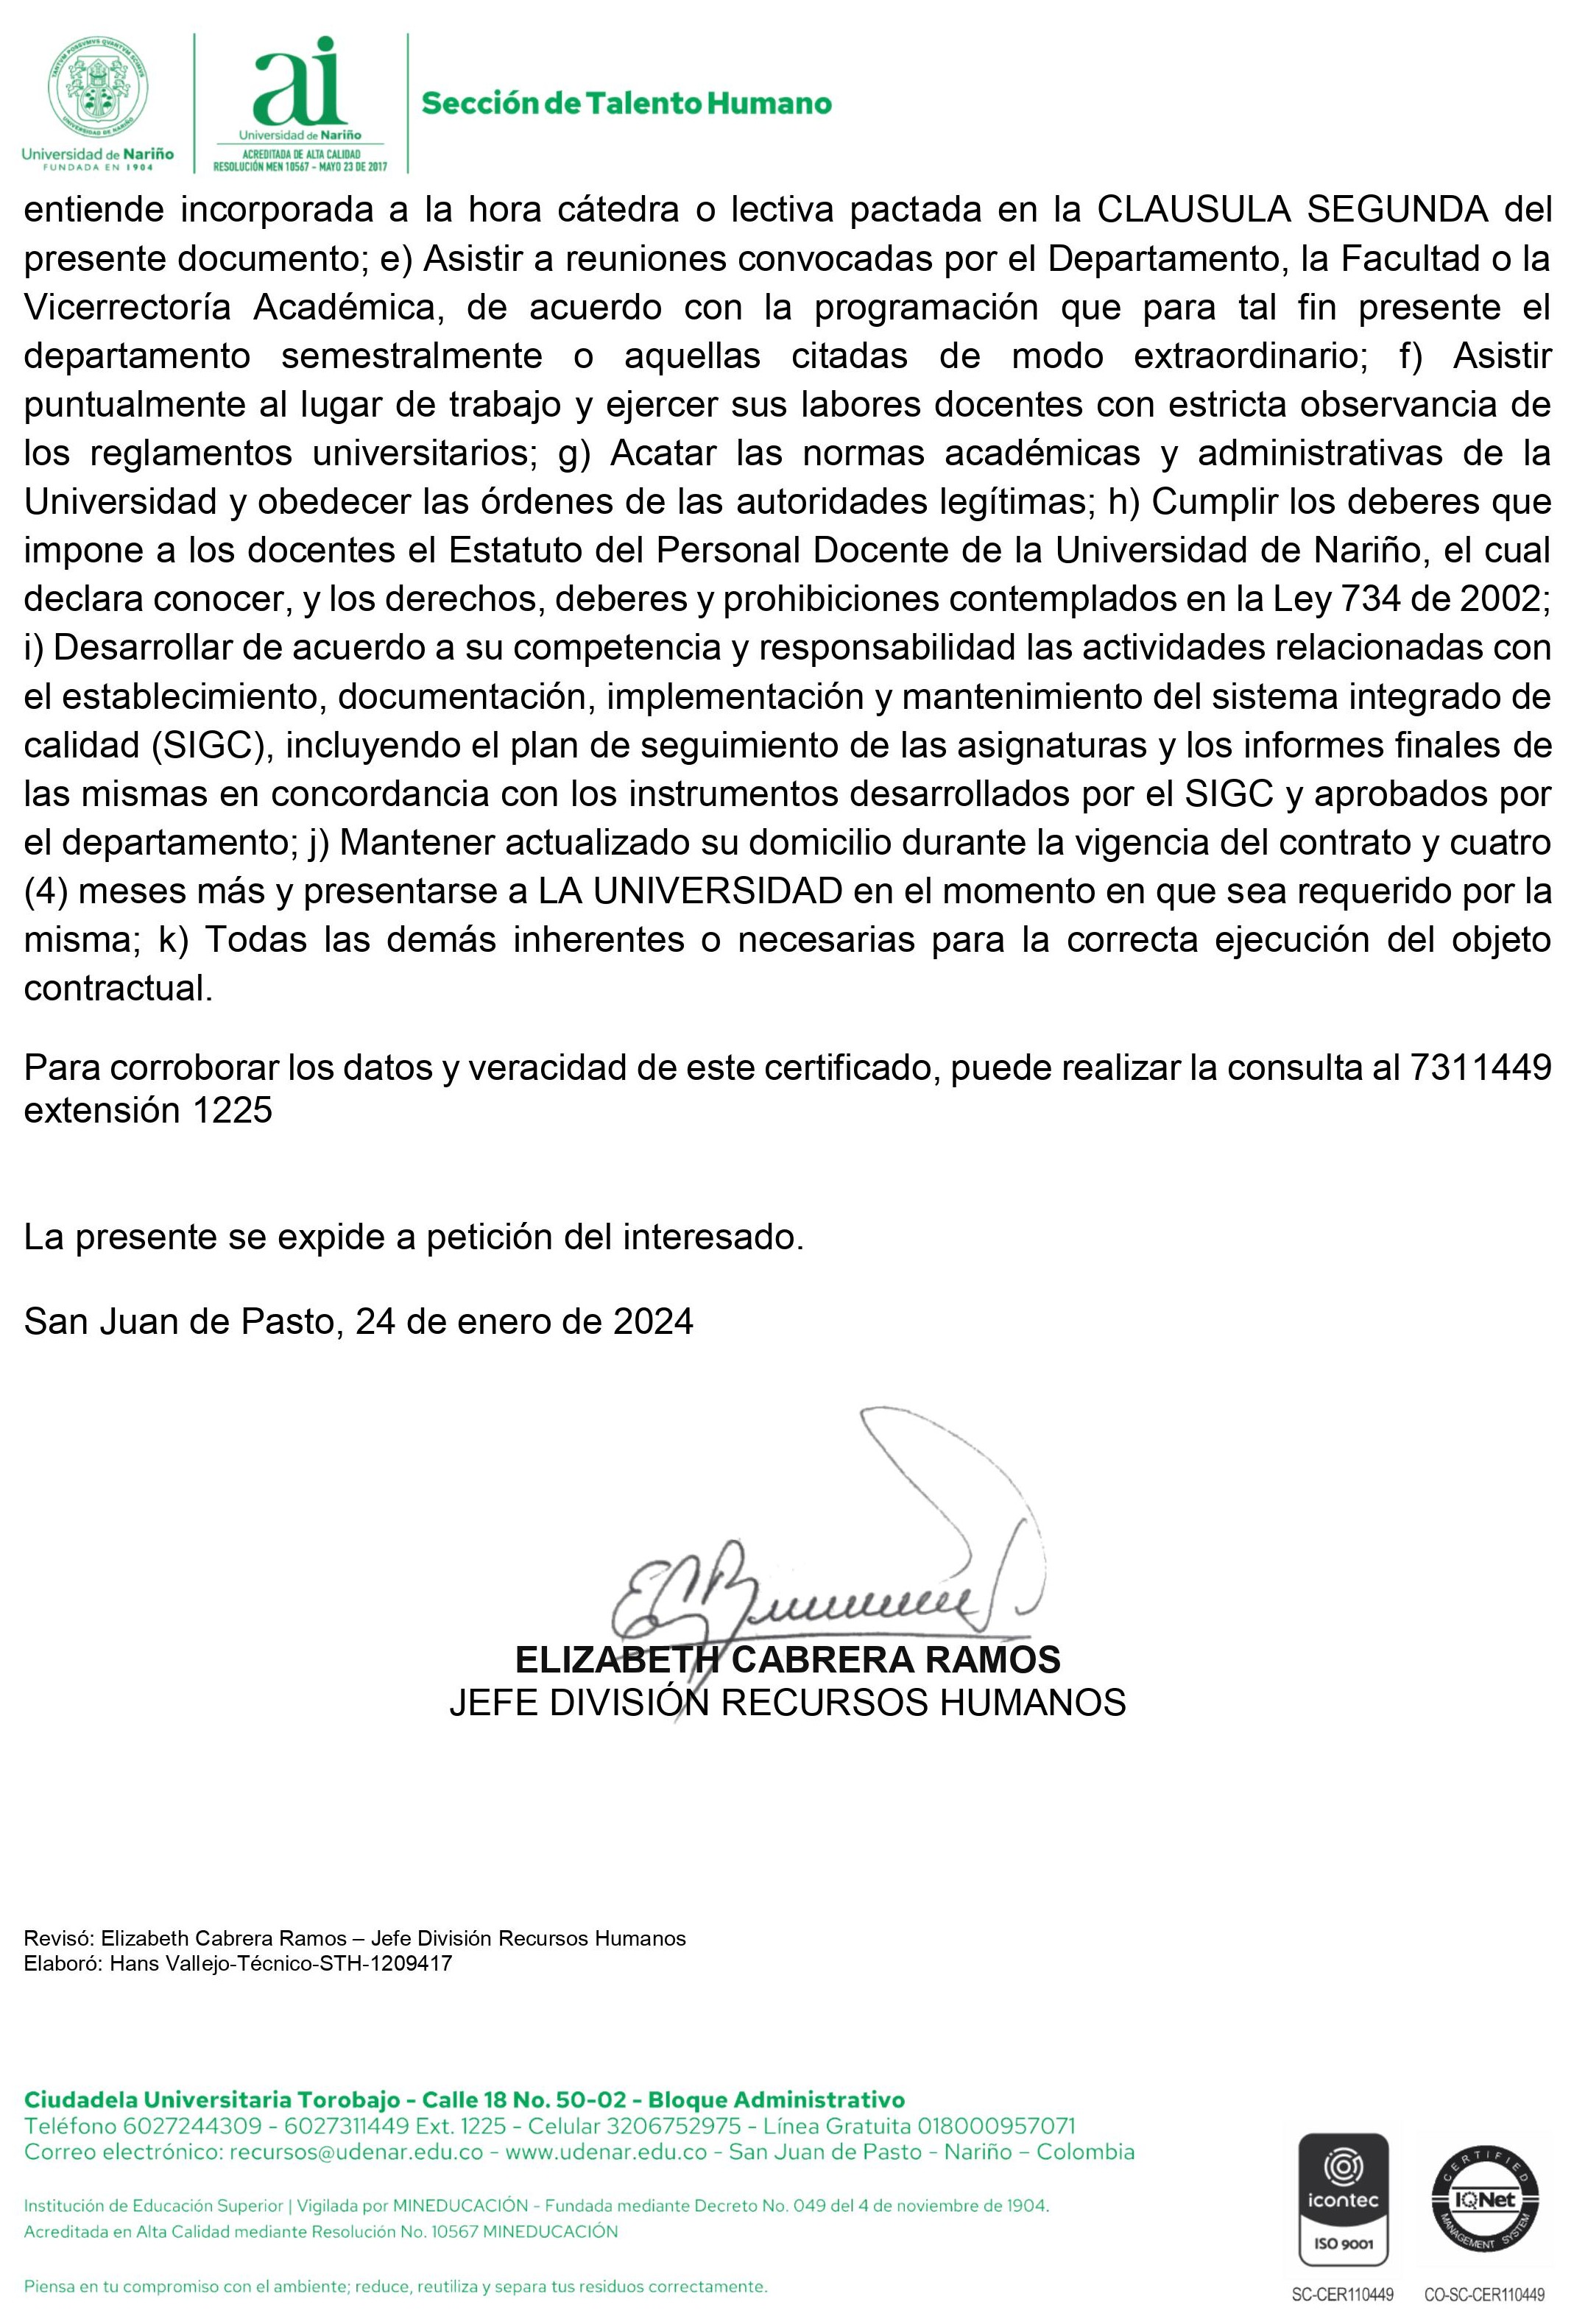 TANTVM POSSVMVS QVANTVM SCIMVS
UNIVERSIDAD DE NARIÑO
Universidad de Nariño
FUNDADA EN 1904
ai
Universidad de Nariño
ACREDITADA DE ALTA CALIDAD
RESOLUCIÓN MEN 10567 – MAYO 23 DE 2017
Sección de Talento Humano
entiende incorporada a la hora cátedra o lectiva pactada en la CLAUSULA SEGUNDA del
presente documento; e) Asistir a reuniones convocadas por el Departamento, la Facultad o la
Vicerrectoría Académica, de acuerdo con la programación que para tal fin presente el
departamento semestralmente o aquellas citadas de modo extraordinario; f) Asistir
puntualmente al lugar de trabajo y ejercer sus labores docentes con estricta observancia de
los reglamentos universitarios; g) Acatar las normas académicas y administrativas de la
Universidad y obedecer las órdenes de las autoridades legítimas; h) Cumplir los deberes que
impone a los docentes el Estatuto del Personal Docente de la Universidad de Nariño, el cual
declara conocer, y los derechos, deberes y prohibiciones contemplados en la Ley 734 de 2002;
i) Desarrollar de acuerdo a su competencia y responsabilidad las actividades relacionadas con
el establecimiento, documentación, implementación y mantenimiento del sistema integrado de
calidad (SIGC), incluyendo el plan de seguimiento de las asignaturas y los informes finales de
las mismas en concordancia con los instrumentos desarrollados por el SIGC y aprobados por
el departamento; j) Mantener actualizado su domicilio durante la vigencia del contrato y cuatro
(4) meses más y presentarse a LA UNIVERSIDAD en el momento en que sea requerido por la
misma; k) Todas las demás inherentes o necesarias para la correcta ejecución del objeto
contractual.
Para corroborar los datos y veracidad de este certificado, puede realizar la consulta al 7311449
extensión 1225
La presente se expide a petición del interesado.
San Juan de Pasto, 24 de enero de 2024
ELIZABETH CABRERA RAMOS
JEFE DIVISIÓN RECURSOS HUMANOS
Revisó: Elizabeth Cabrera Ramos – Jefe División Recursos Humanos
Elaboró: Hans Vallejo-Técnico-STH-1209417
Ciudadela Universitaria Torobajo - Calle 18 No. 50-02 - Bloque Administrativo
Teléfono 6027244309 - 6027311449 Ext. 1225 - Celular 3206752975 - Línea Gratuita 018000957071
Correo electrónico: recursos@udenar.edu.co - www.udenar.edu.co - San Juan de Pasto - Nariño – Colombia
Institución de Educación Superior | Vigilada por MINEDUCACIÓN - Fundada mediante Decreto No. 049 del 4 de noviembre de 1904.
Acreditada en Alta Calidad mediante Resolución No. 10567 MINEDUCACIÓN
Piensa en tu compromiso con el ambiente; reduce, reutiliza y separa tus residuos correctamente.
icontec
ISO 9001
SC-CER110449
CERTIFIED
IQNet
MANAGEMENT SYSTEM
CO-SC-CER110449